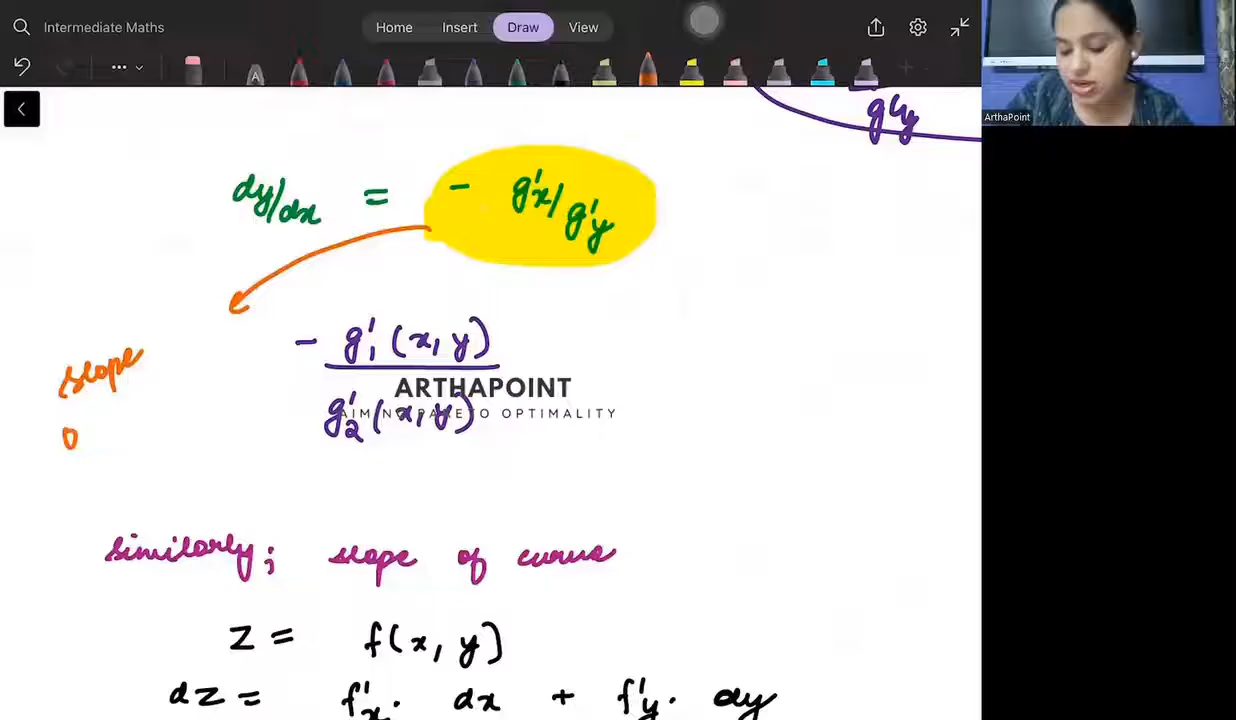 Intermediate Maths
Home Insert Draw View
A
ArthaPoint
g'y
dy/dx = - g'x/g'y
- g'1 (x, y)
g'2 (x, y)
slope
o
ARTHAPOINT
AIMING PARETO OPTIMALITY
similarly; slope of curve
z = f(x, y)
dz = f'x. dx + f'y. dy